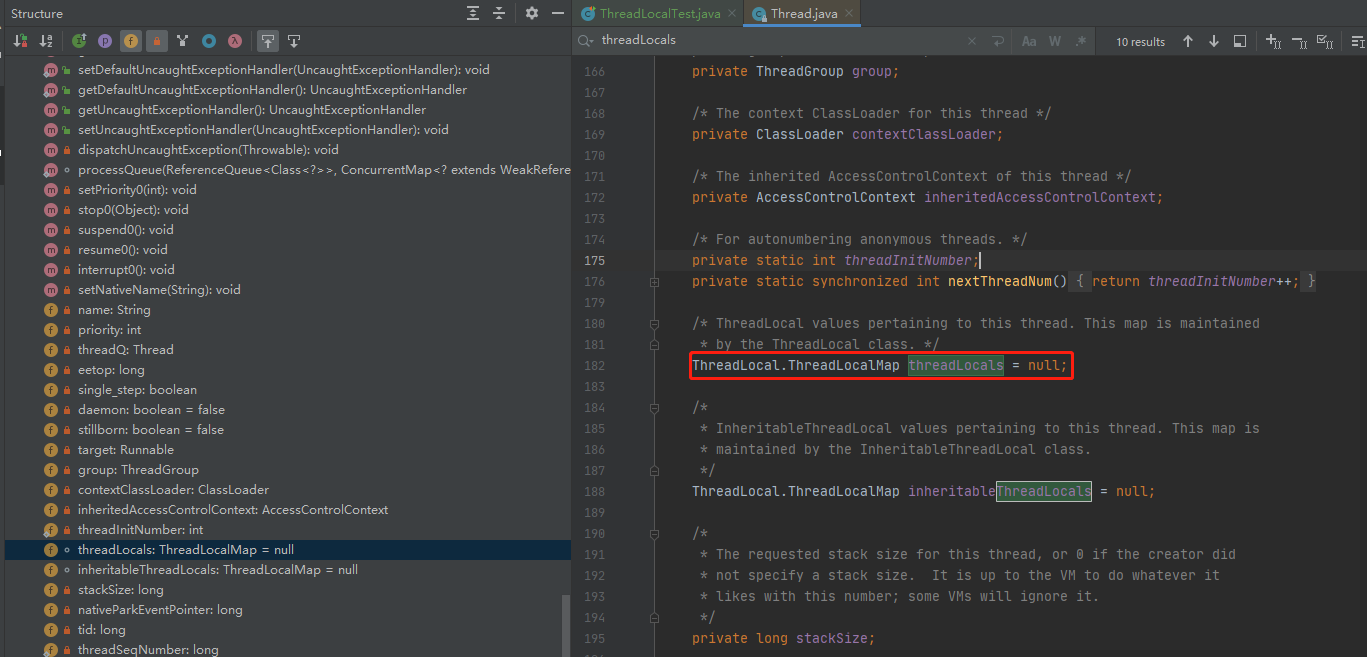 Structure
setDefaultUncaughtExceptionHandler(UncaughtExceptionHandler): void
getDefaultUncaughtExceptionHandler(): UncaughtExceptionHandler
getUncaughtExceptionHandler(): UncaughtExceptionHandler
setUncaughtExceptionHandler(UncaughtExceptionHandler): void
dispatchUncaughtException(Throwable): void
processQueue(ReferenceQueue<Class<?>>, ConcurrentMap<? extends WeakRefere
setPriority0(int): void
stop0(Object): void
suspend0(): void
resume0(): void
interrupt0(): void
setNativeName(String): void
name: String
priority: int
threadQ: Thread
eetop: long
single_step: boolean
daemon: boolean = false
stillborn: boolean = false
target: Runnable
group: ThreadGroup
contextClassLoader: ClassLoader
inheritedAccessControlContext: AccessControlContext
threadInitNumber: int
threadLocals: ThreadLocalMap = null
inheritableThreadLocals: ThreadLocalMap = null
stackSize: long
nativeParkEventPointer: long
tid: long
threadSeqNumber: long
ThreadLocalTest.java Thread.java
threadLocals Aa W .* 10 results
166 private ThreadGroup group;
167
168 /* The context ClassLoader for this thread */
169 private ClassLoader contextClassLoader;
170
171 /* The inherited AccessControlContext of this thread */
172 private AccessControlContext inheritedAccessControlContext;
173
174 /* For autonumbering anonymous threads. */
175 private static int threadInitNumber;
176 private static synchronized int nextThreadNum() { return threadInitNumber++; }
179
180 /* ThreadLocal values pertaining to this thread. This map is maintained
181 * by the ThreadLocal class. */
182 ThreadLocal.ThreadLocalMap threadLocals = null;
183
184 /*
185 * InheritableThreadLocal values pertaining to this thread. This map is
186 * maintained by the InheritableThreadLocal class.
187 */
188 ThreadLocal.ThreadLocalMap inheritableThreadLocals = null;
189
190 /*
191 * The requested stack size for this thread, or 0 if the creator did
192 * not specify a stack size. It is up to the VM to do whatever it
193 * likes with this number; some VMs will ignore it.
194 */
195 private long stackSize;